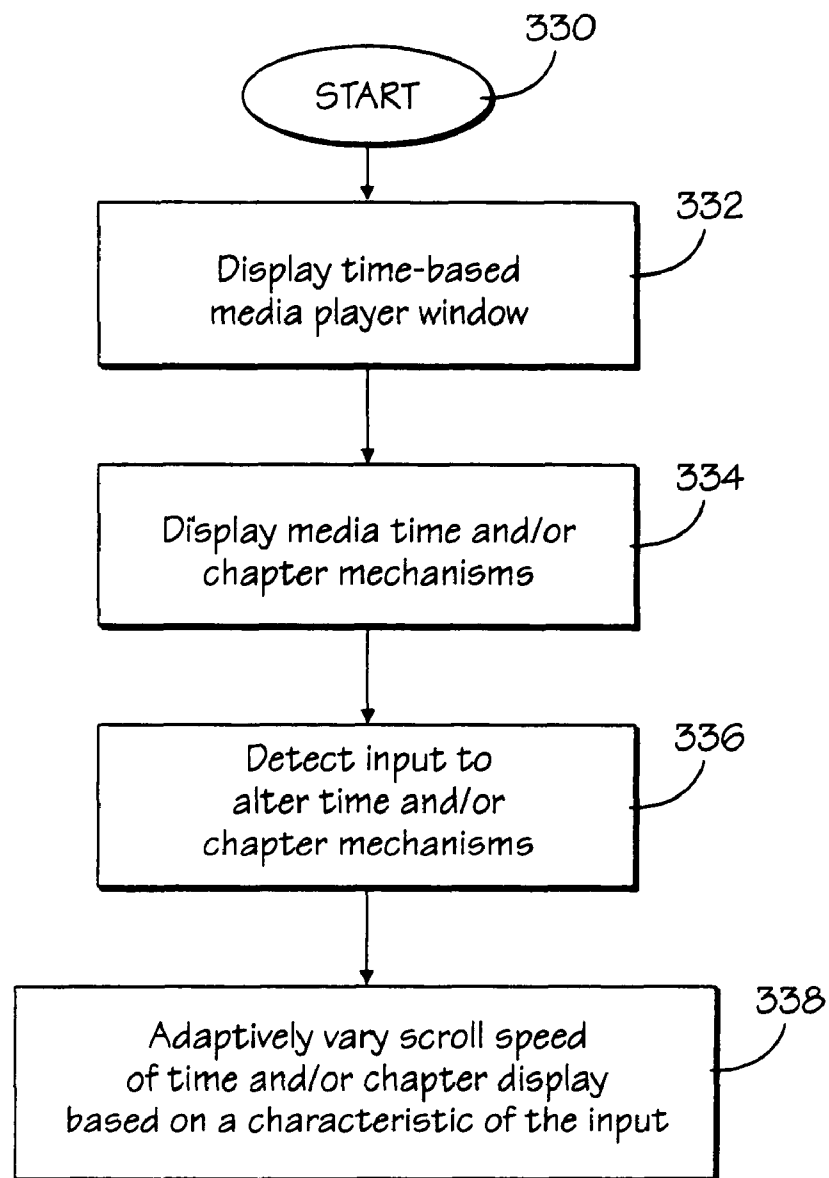 330
START
332
Display time-based
media player window
334
Display media time and/or
chapter mechanisms
336
Detect input to
alter time and/or
chapter mechanisms
338
Adaptively vary scroll speed
of time and/or chapter display
based on a characteristic of the input